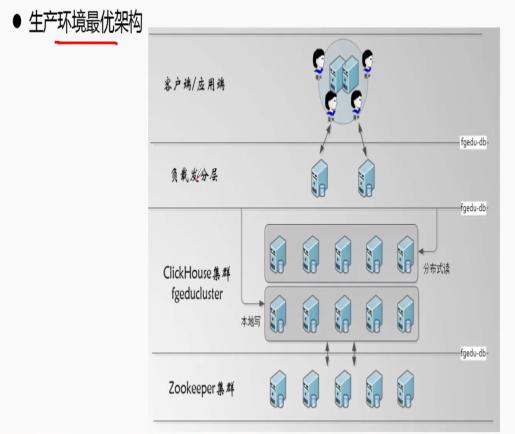 ● 生产环境最优架构
客户端/应用端
fgedu-db
负载发分层
fgedu-db
ClickHouse集群
fgeducluster
分布式读
本地写
fgedu-db
Zookeeper集群